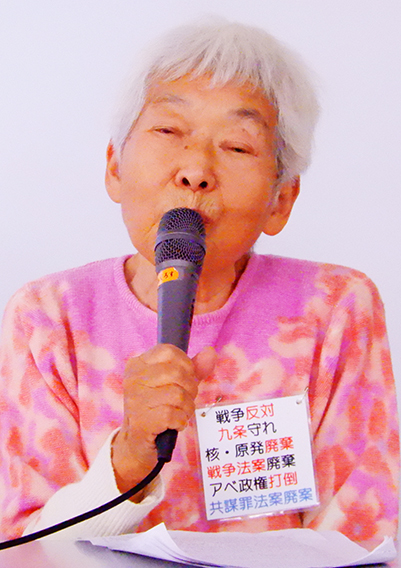 戦争反対
九条守れ
核・原発廃棄
戦争法案廃棄
アベ政権打倒
共謀罪法案廃案